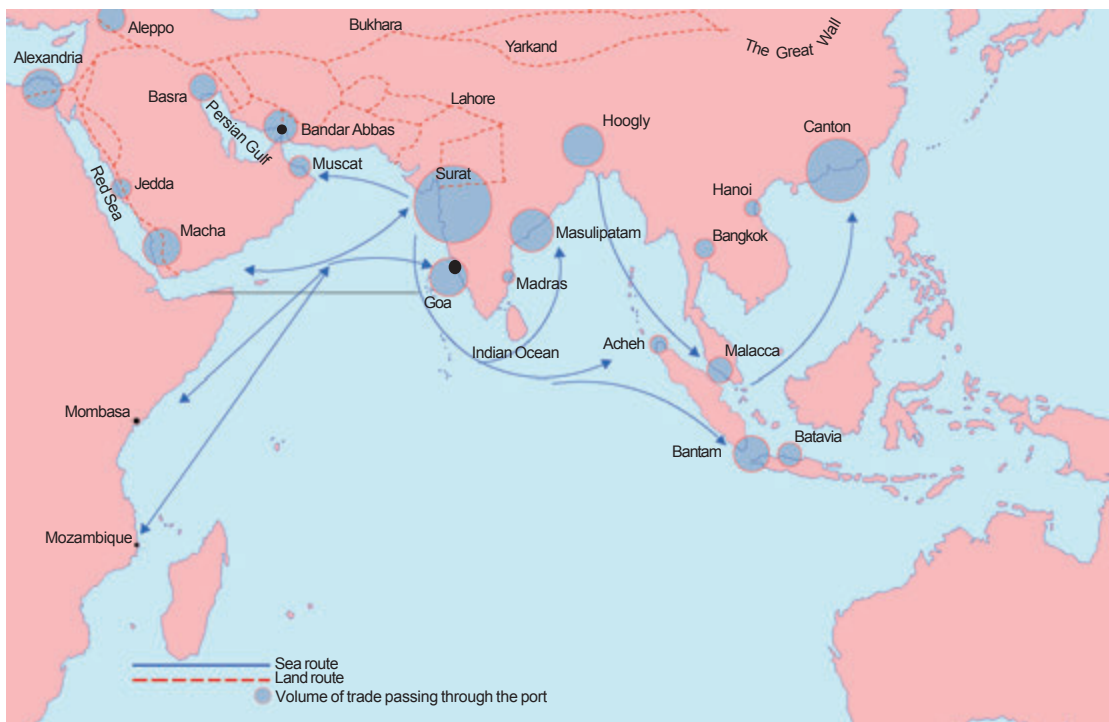 Aleppo
Bukhara
Yarkand
The Great Wall
Alexandria
Basra
Persian Gulf
Bandar Abbas
Lahore
Hoogly
Canton
Muscat
Surat
Red Sea
Jedda
Hanoi
Macha
Masulipatam
Bangkok
Goa
Madras
Indian Ocean
Acheh
Malacca
Mombasa
Bantam
Batavia
Mozambique
Sea route
Land route
Volume of trade passing through the port